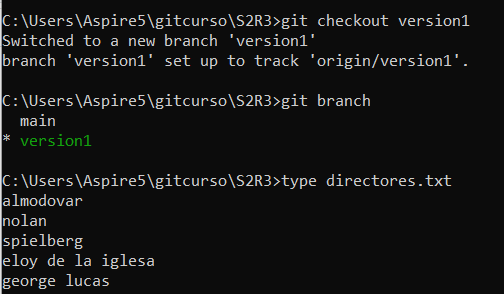 C:\Users\Aspire5\gitcurso\S2R3>git checkout version1
Switched to a new branch 'version1'
branch 'version1' set up to track 'origin/version1'.
C:\Users\Aspire5\gitcurso\S2R3>git branch
main
* version1
C:\Users\Aspire5\gitcurso\S2R3>type directores.txt
almodovar
nolan
spielberg
eloy de la iglesa
george lucas